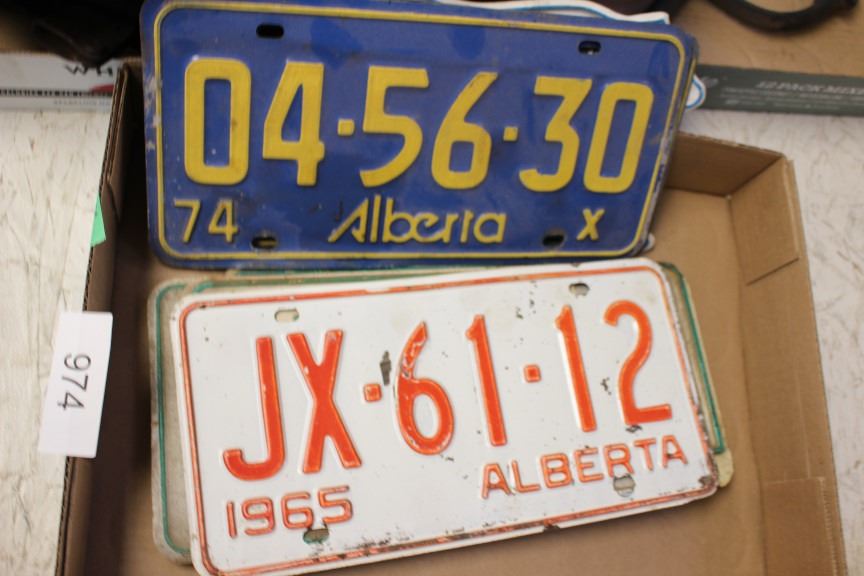 04·56·30
74 Alberta X
JX·61·12
1965 ALBERTA
974